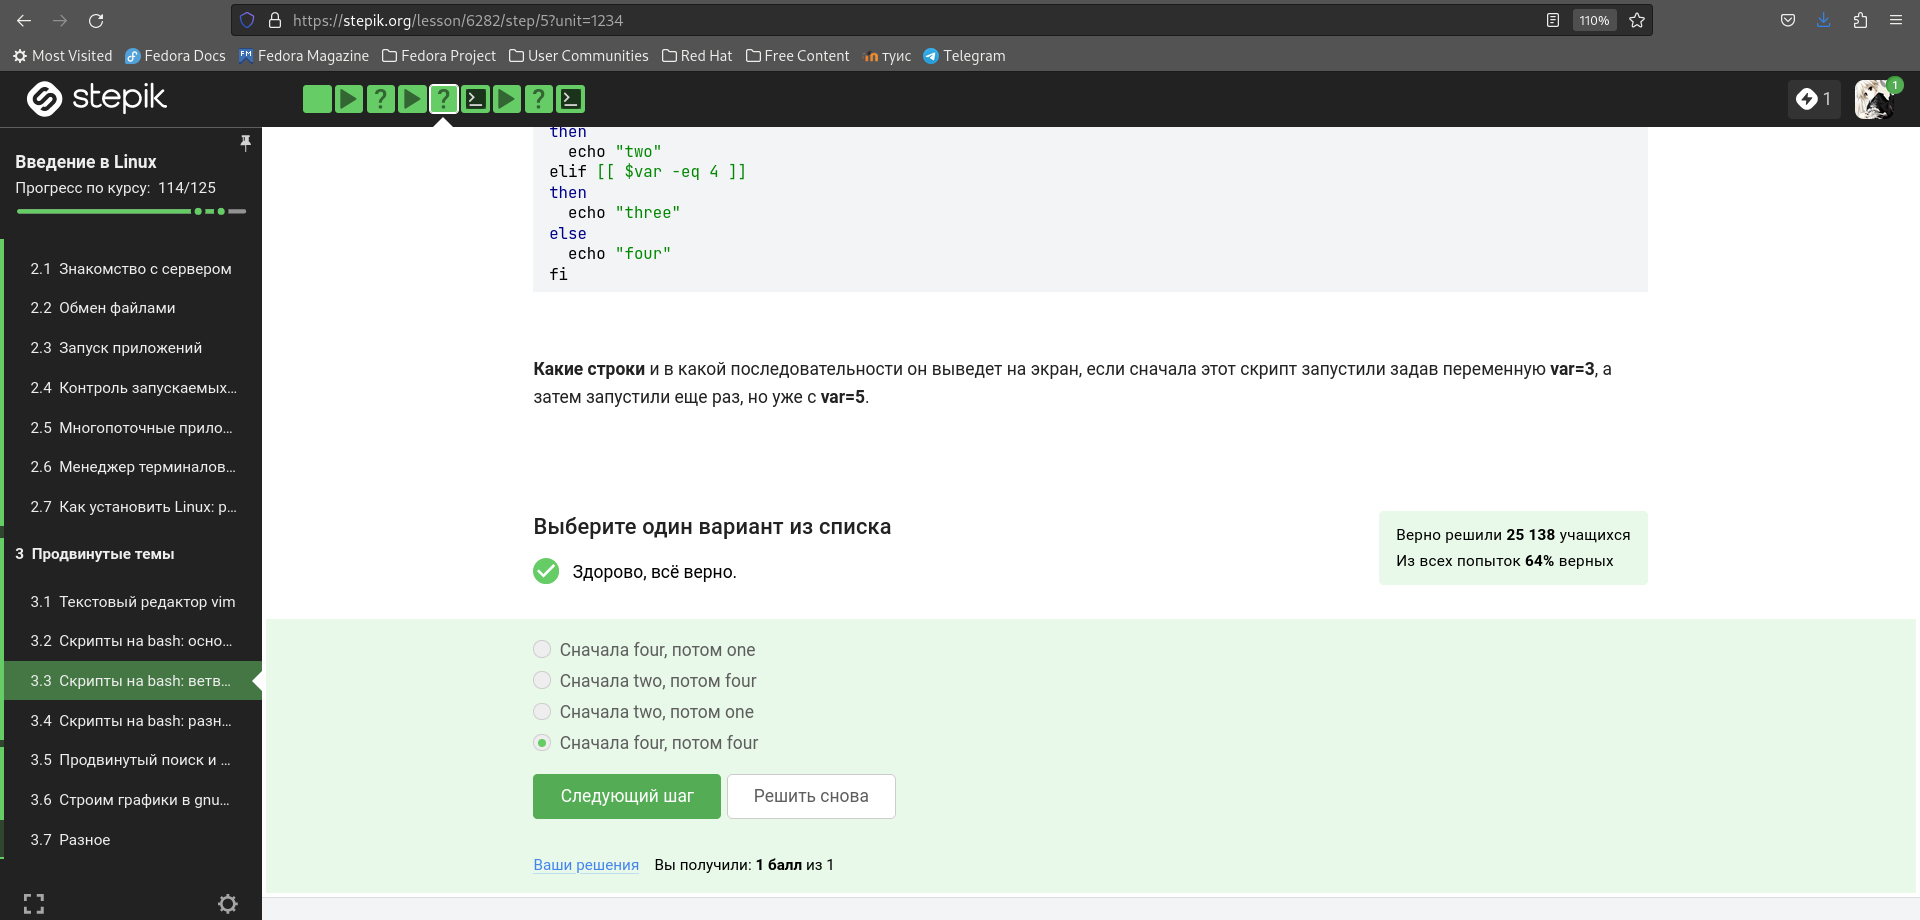 https://stepik.org/lesson/6282/step/5?unit=1234
110%
Most Visited
Fedora Docs
FM
Fedora Magazine
Fedora Project
User Communities
Red Hat
Free Content
туис
Telegram
stepik
? ? ?
1
1
Введение в Linux
Прогресс по курсу: 114/125
2.1 Знакомство с сервером
2.2 Обмен файлами
2.3 Запуск приложений
2.4 Контроль запускаемых...
2.5 Многопоточные прило...
2.6 Менеджер терминалов...
2.7 Как установить Linux: р...
3 Продвинутые темы
3.1 Текстовый редактор vim
3.2 Скрипты на bash: осно...
3.3 Скрипты на bash: ветв...
3.4 Скрипты на bash: разн...
3.5 Продвинутый поиск и ...
3.6 Строим графики в gnu...
3.7 Разное
then
echo "two"
elif [[ $var -eq 4 ]]
then
echo "three"
else
echo "four"
fi
Какие строки и в какой последовательности он выведет на экран, если сначала этот скрипт запустили задав переменную var=3, а
затем запустили еще раз, но уже с var=5.
Выберите один вариант из списка
Здорово, всё верно.
Верно решили 25 138 учащихся
Из всех попыток 64% верных
Сначала four, потом one
Сначала two, потом four
Сначала two, потом one
Сначала four, потом four
Следующий шаг
Решить снова
Ваши решения Вы получили: 1 балл из 1